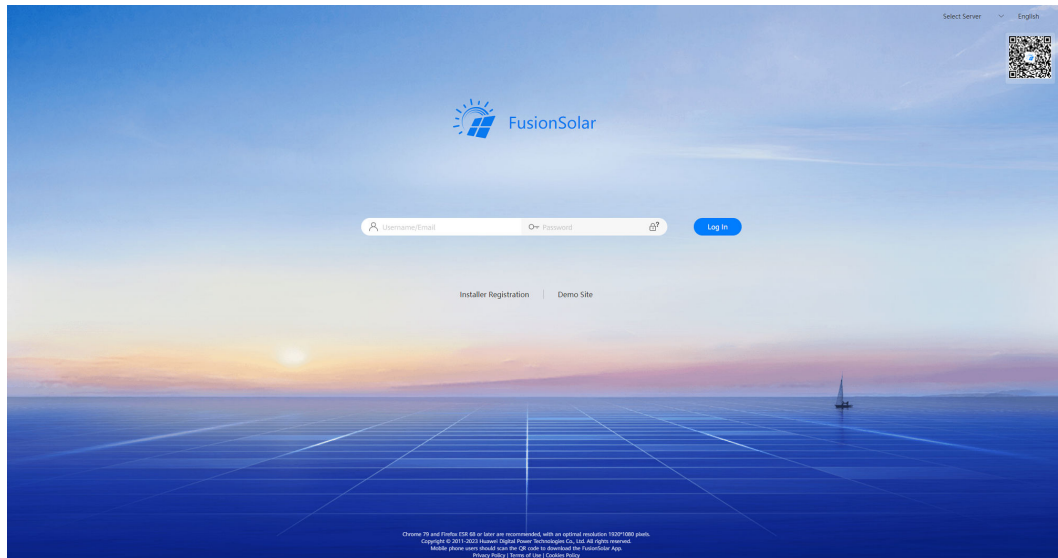 Select Server English
FusionSolar
Username/Email Password ? Log In
Installer Registration Demo Site
Chrome 79 and Firefox ESR 68 or later are recommended, with an optimal resolution 1920*1080 pixels.
Copyright © 2011-2023 Huawei Digital Power Technologies Co., Ltd. All rights reserved.
Mobile phone users should scan the QR code to download the FusionSolar App.
Privacy Policy | Terms of Use | Cookies Policy